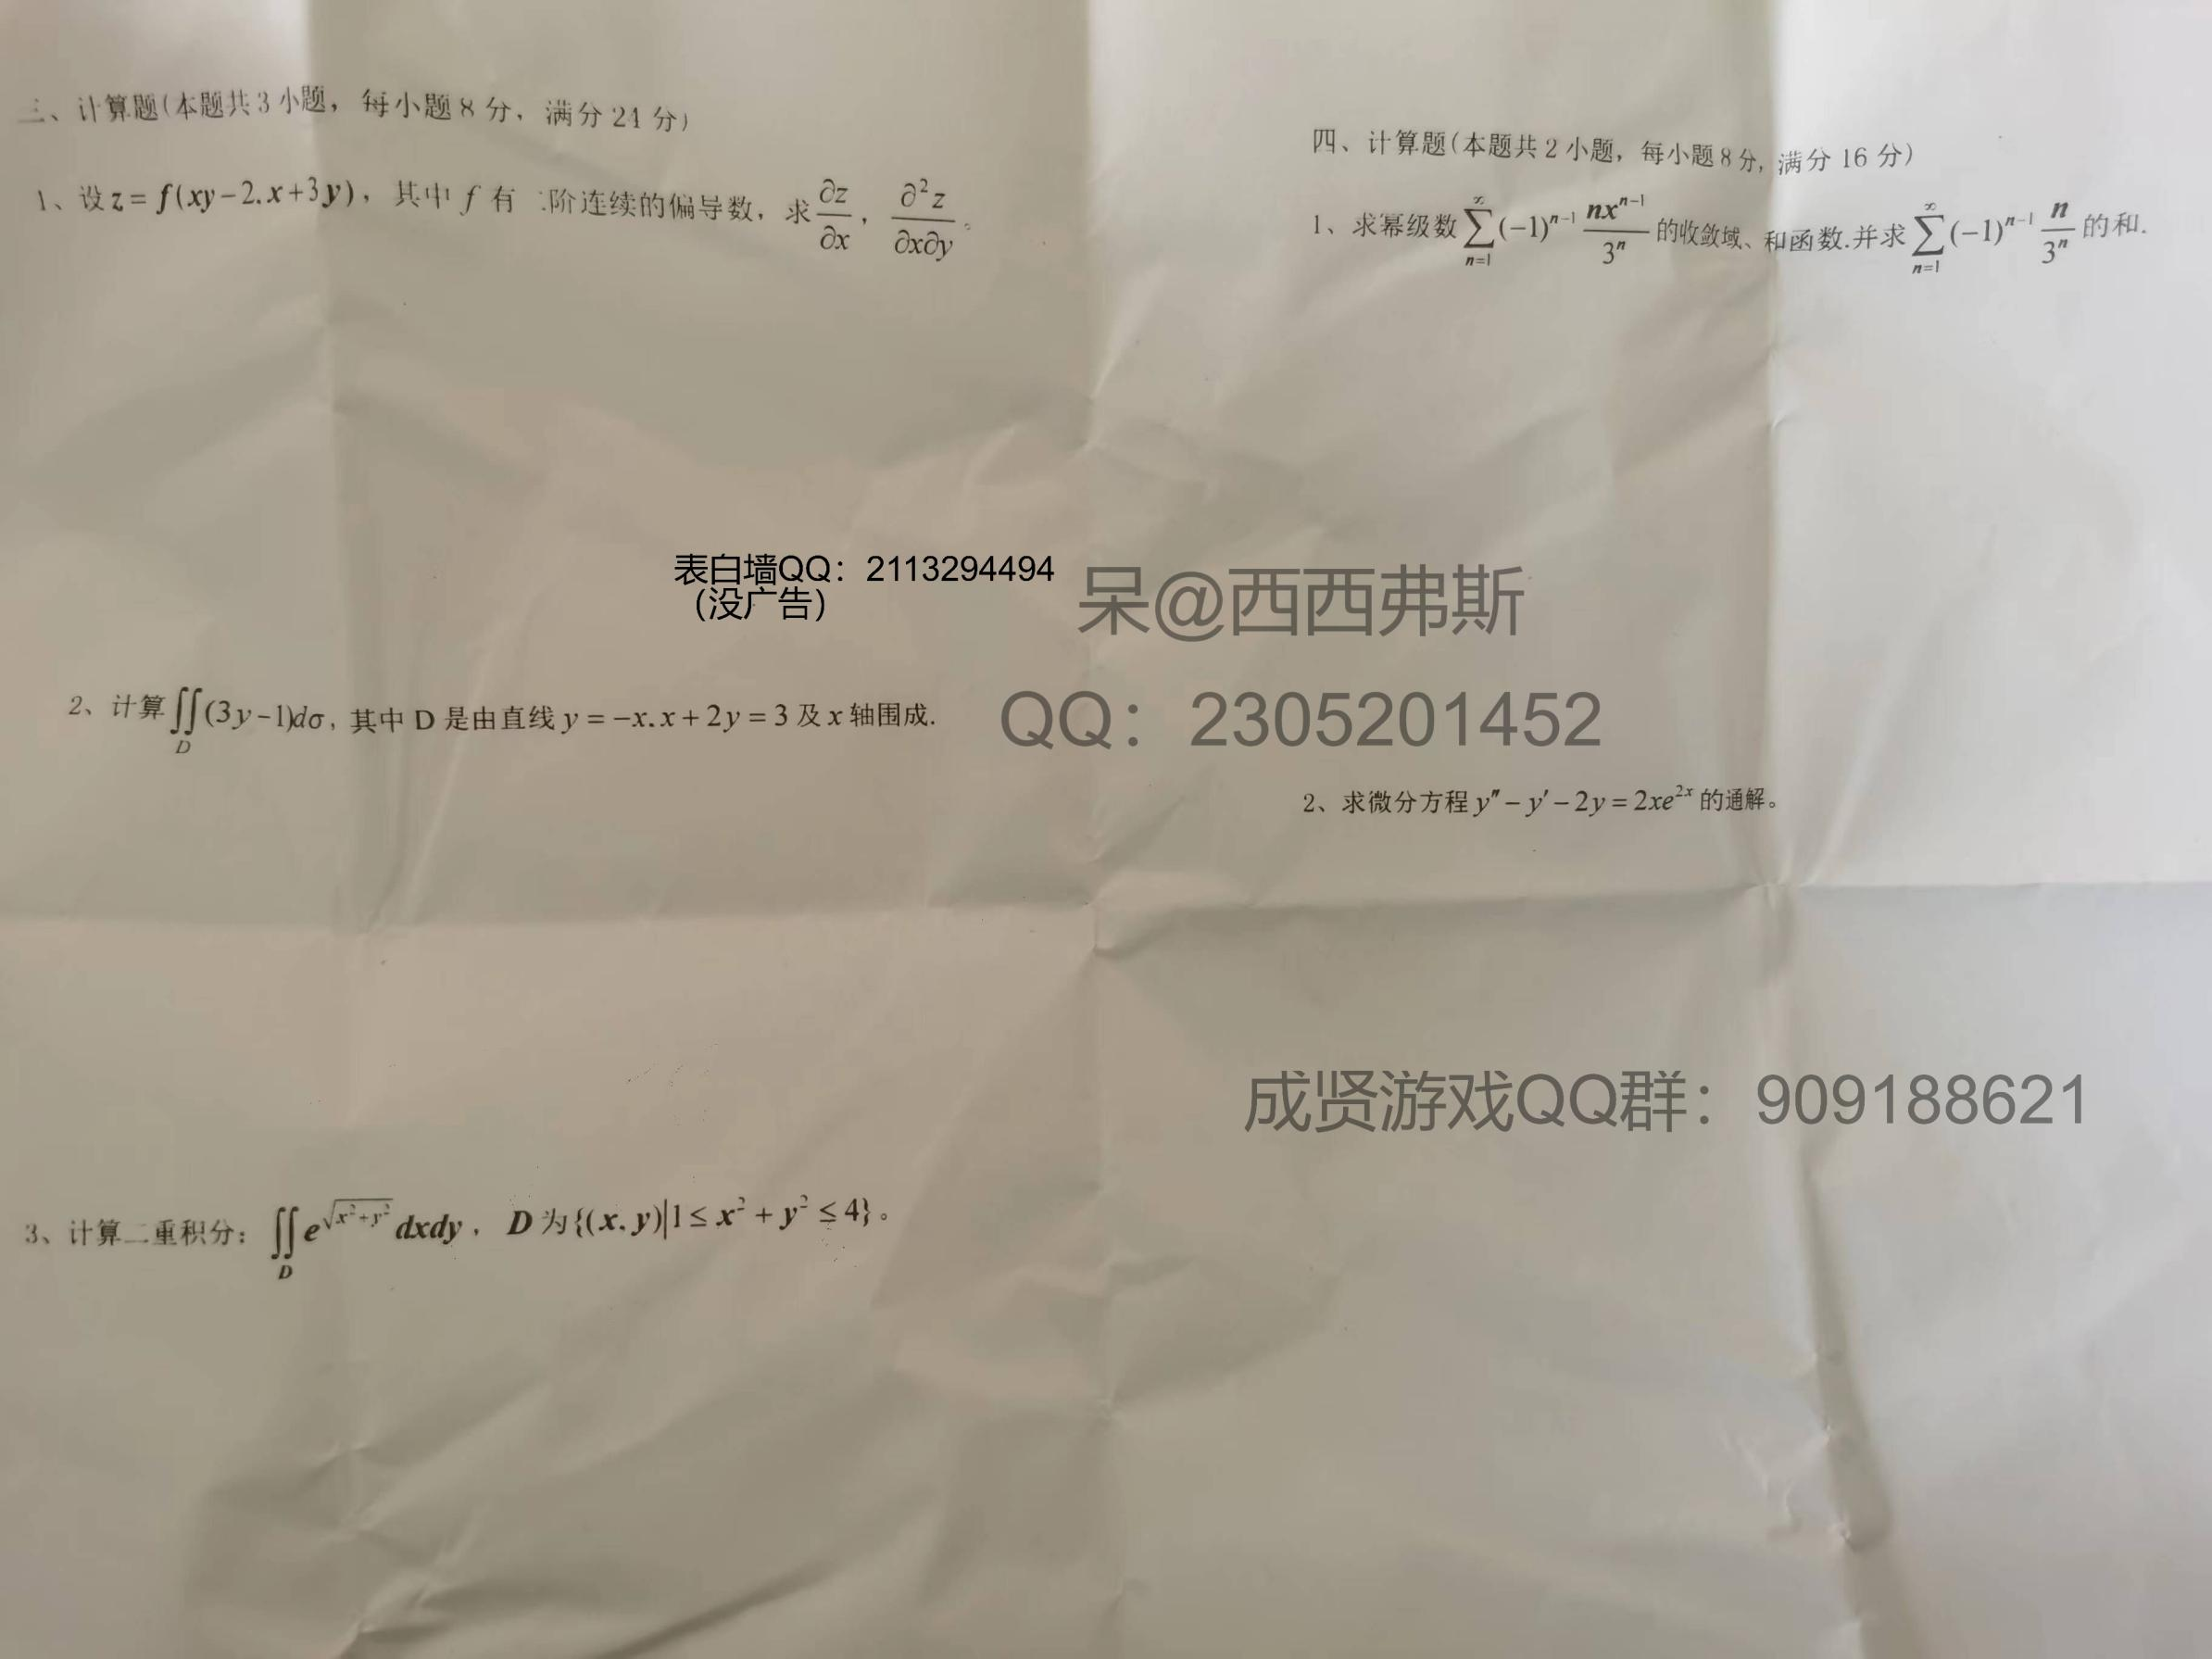 三、计算题(本题共3小题，每小题8分，满分24分)
1、设z = f(xy−2, x+3y)，其中 f 有二阶连续的偏导数，求 ∂z/∂x，∂²z/∂x∂y。
表白墙QQ：2113294494
（没广告）
2、计算∬_D (3y−1)dσ，其中 D 是由直线 y = −x, x + 2y = 3 及 x 轴围成.
3、计算二重积分：∬_D e^{√(x²+y²)} dxdy，D 为{(x, y)|1 ≤ x² + y² ≤ 4}。
四、计算题(本题共2小题，每小题8分，满分16分)
1、求幂级数 ∑_{n=1}^{∞} (−1)^{n−1} nx^{n−1}/3^n 的收敛域、和函数.并求 ∑_{n=1}^{∞} (−1)^{n−1} n/3^n 的和.
呆@西西弗斯
QQ：2305201452
2、求微分方程 y″ − y′ − 2y = 2xe^{2x} 的通解。
成贤游戏QQ群：909188621